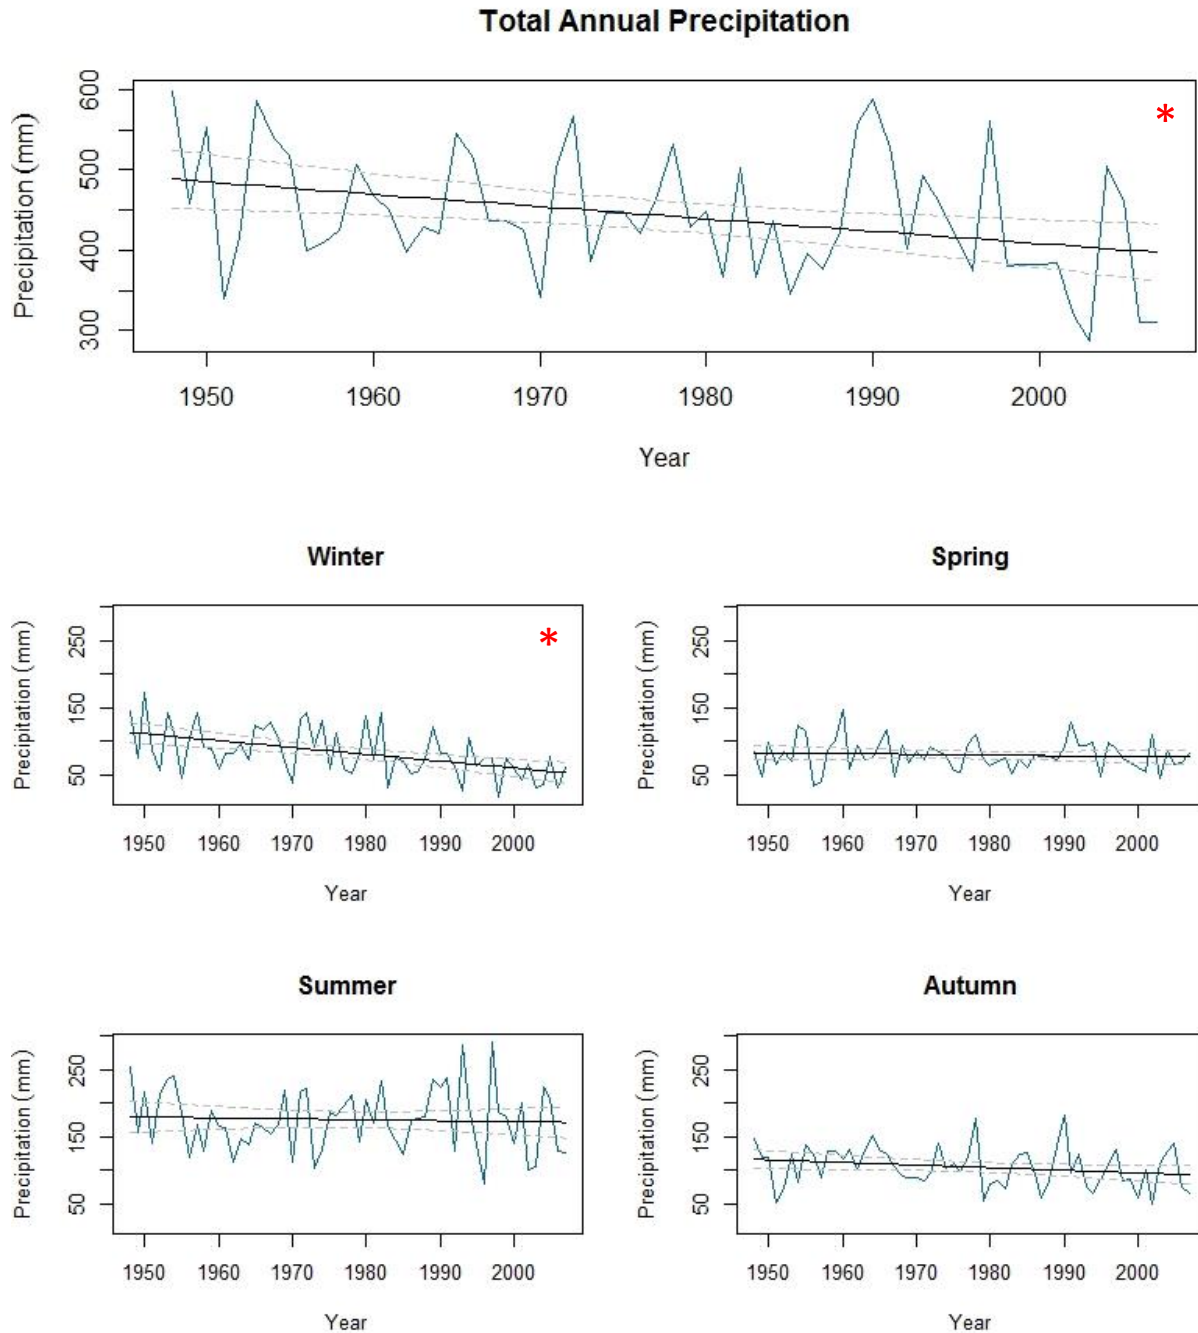 Total Annual Precipitation
Precipitation (mm)
600
500
400
300
*
1950 1960 1970 1980 1990 2000
Year
Winter
Precipitation (mm)
250
150
50
*
1950 1960 1970 1980 1990 2000
Year
Spring
Precipitation (mm)
250
150
50
1950 1960 1970 1980 1990 2000
Year
Summer
Precipitation (mm)
250
150
50
1950 1960 1970 1980 1990 2000
Year
Autumn
Precipitation (mm)
250
150
50
1950 1960 1970 1980 1990 2000
Year